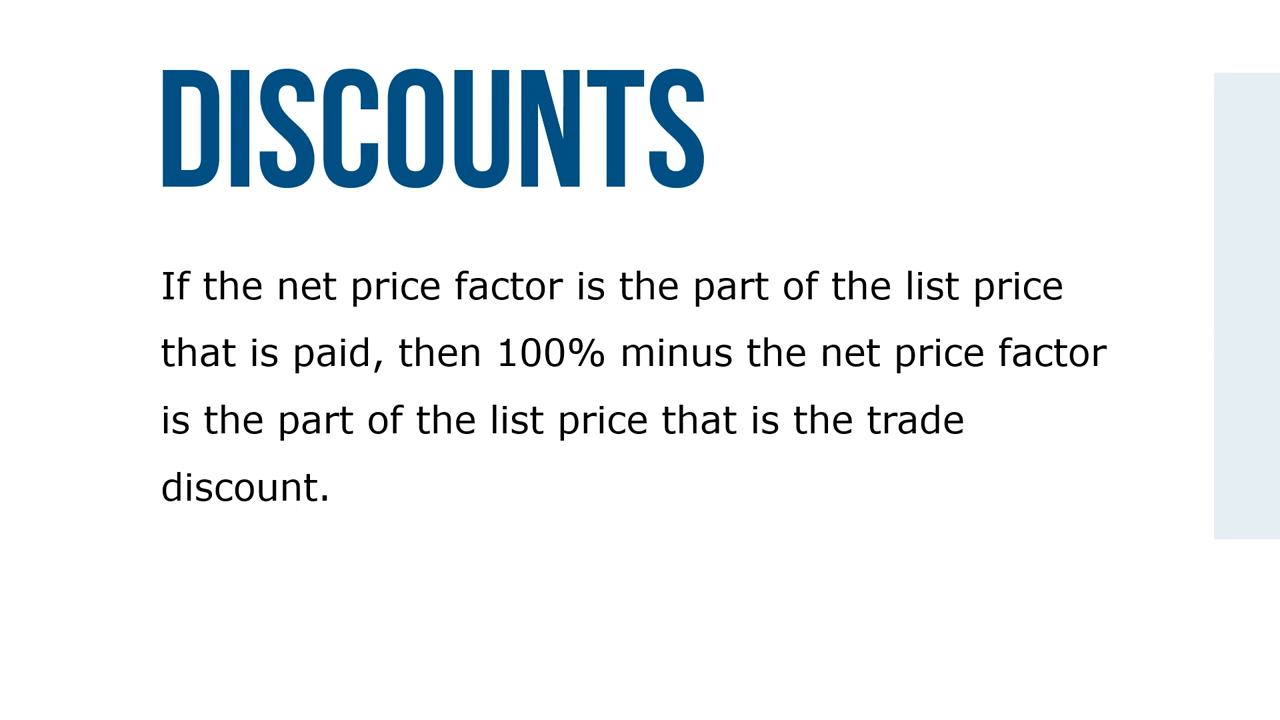 DISCOUNTS
If the net price factor is the part of the list price
that is paid, then 100% minus the net price factor
is the part of the list price that is the trade
discount.